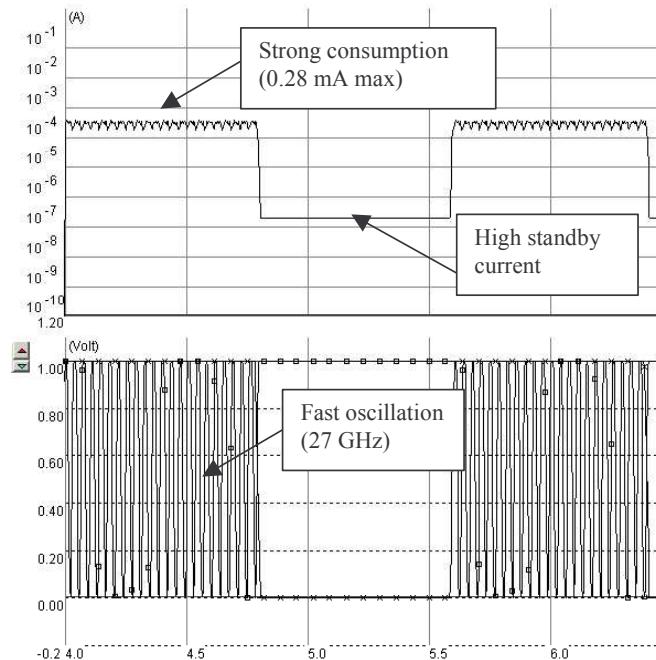 (A)
10-1
10-2
10-3
10-4
10-5
10-6
10-7
10-8
10-9
10-10
Strong consumption
(0.28 mA max)
High standby
current
1.20
(Volt)
1.00
0.80
0.60
0.40
0.20
0.00
Fast oscillation
(27 GHz)
-0.2 4.0 4.5 5.0 5.5 6.0